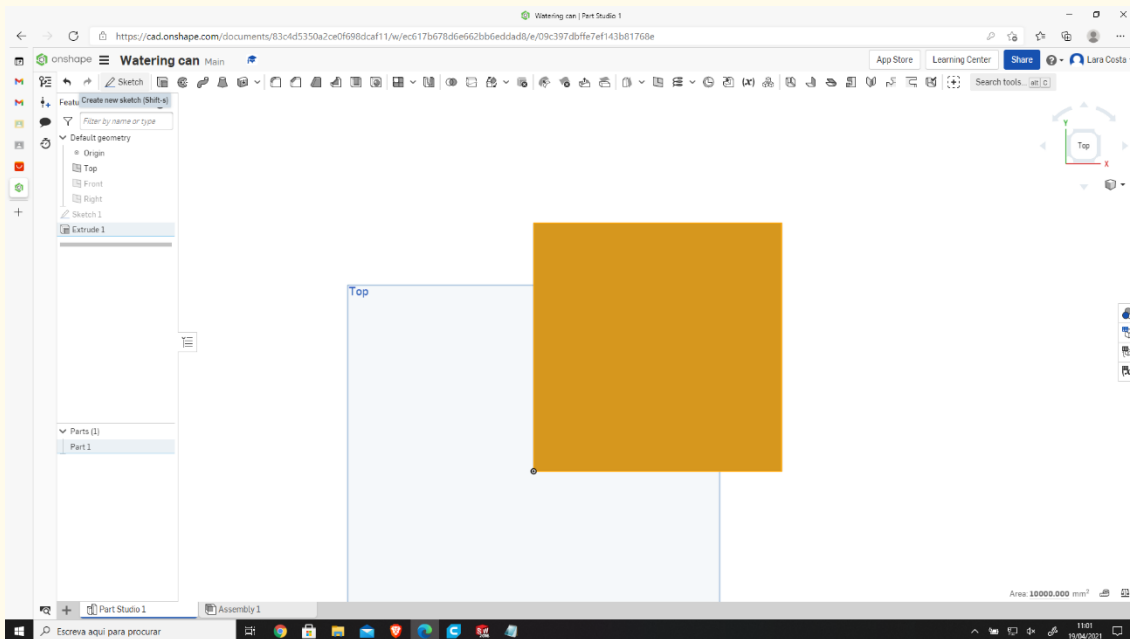 Watering can | Part Studio 1
https://cad.onshape.com/documents/83c4d5350a2ce0f698dcaf11/w/ec617b678d6e662bb6eddad8/e/09c397dbffe7ef143b81768e
onshape Watering can Main App Store Learning Center Share Lara Costa
Sketch Search tools... alt C
Featu Create new sketch (Shift-s)
Filter by name or type
Default geometry
Origin
Top
Front
Right
Sketch 1
Extrude 1
Top
Y
Top
X
Parts (1)
Part 1
Area: 10000.000 mm²
Part Studio 1 Assembly 1
Escreva aqui para procurar
11:01
19/04/2021